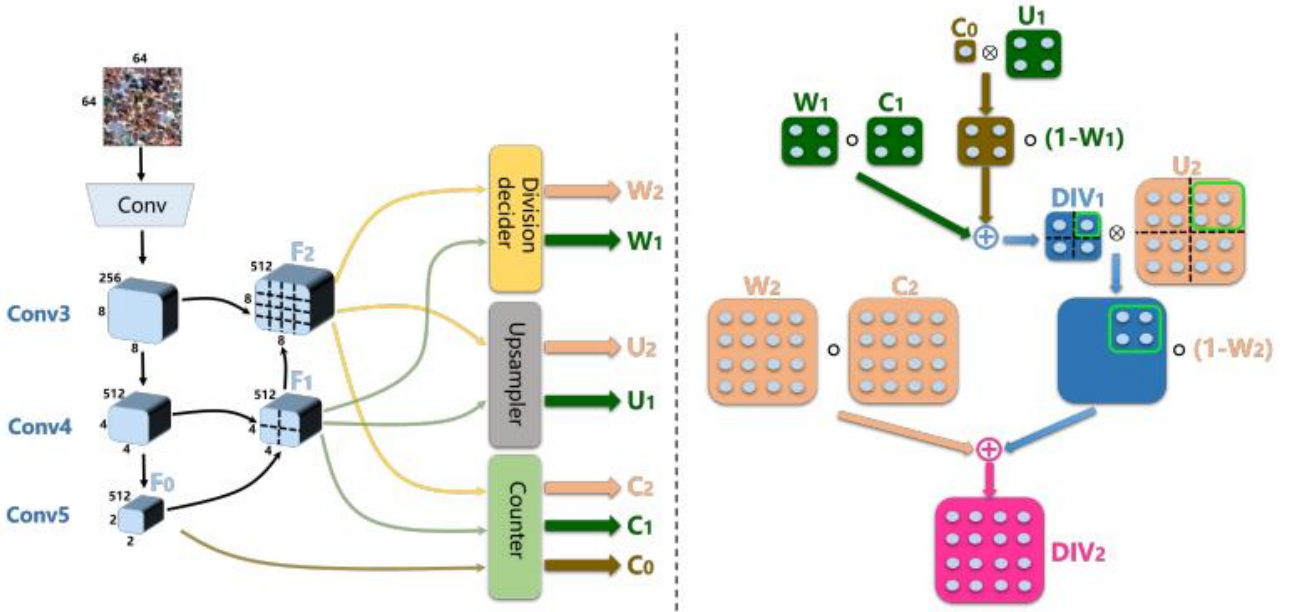 64
64
Conv
256
8
8
Conv3
512
4
4
Conv4
F0
512
2
2
Conv5
F2
512
8
8
F1
512
4
4
Division
decider
Upsampler
Counter
W2
W1
U2
U1
C2
C1
C0
C0
⊗
U1
W1
C1
(1-W1)
DIV1
⊗
U2
W2
C2
(1-W2)
DIV2